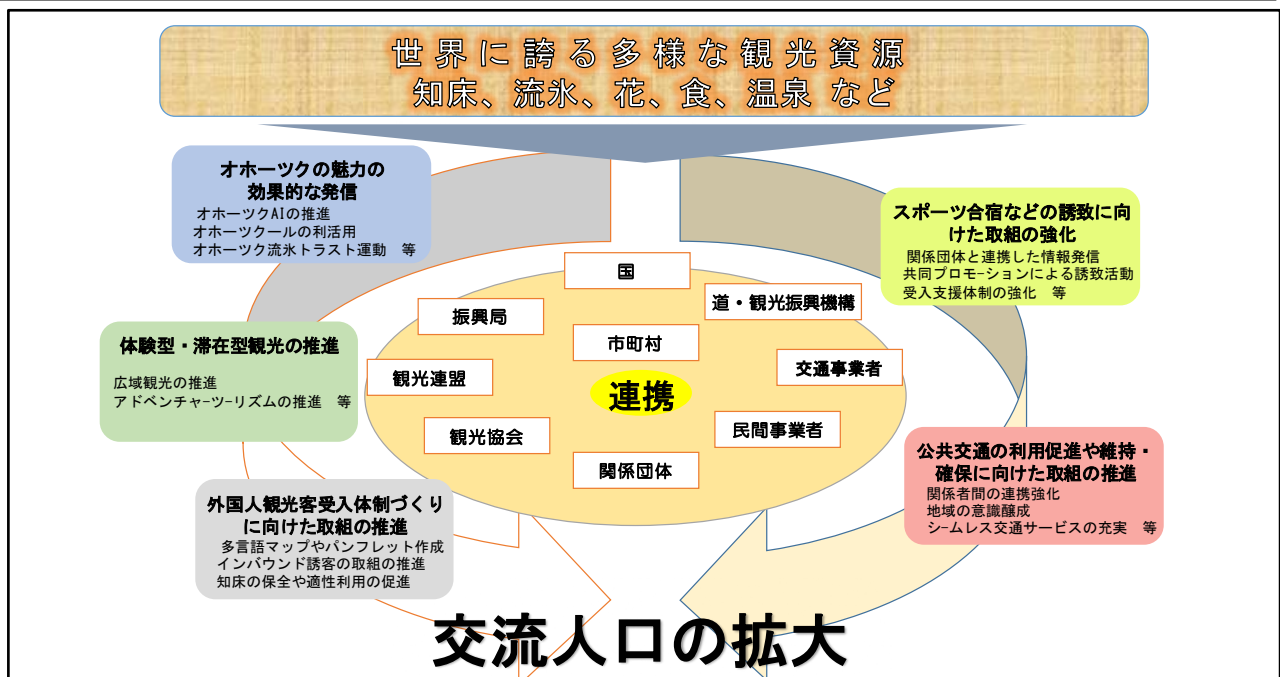 世界に誇る多様な観光資源
知床、流氷、花、食、温泉 など
オホーツクの魅力の
効果的な発信
オホーツクAIの推進
オホーツクールの利活用
オホーツク流氷トラスト運動　等
スポーツ合宿などの誘致に向
けた取組の強化
関係団体と連携した情報発信
共同プロモーションによる誘致活動
受入支援体制の強化　等
体験型・滞在型観光の推進
広域観光の推進
アドベンチャーツーリズムの推進　等
国
振興局
道・観光振興機構
市町村
観光連盟
交通事業者
連携
観光協会
民間事業者
関係団体
外国人観光客受入体制づくり
に向けた取組の推進
多言語マップやパンフレット作成
インバウンド誘客の取組の推進
知床の保全や適性利用の促進
公共交通の利用促進や維持・
確保に向けた取組の推進
関係者間の連携強化
地域の意識醸成
シームレス交通サービスの充実　等
交流人口の拡大